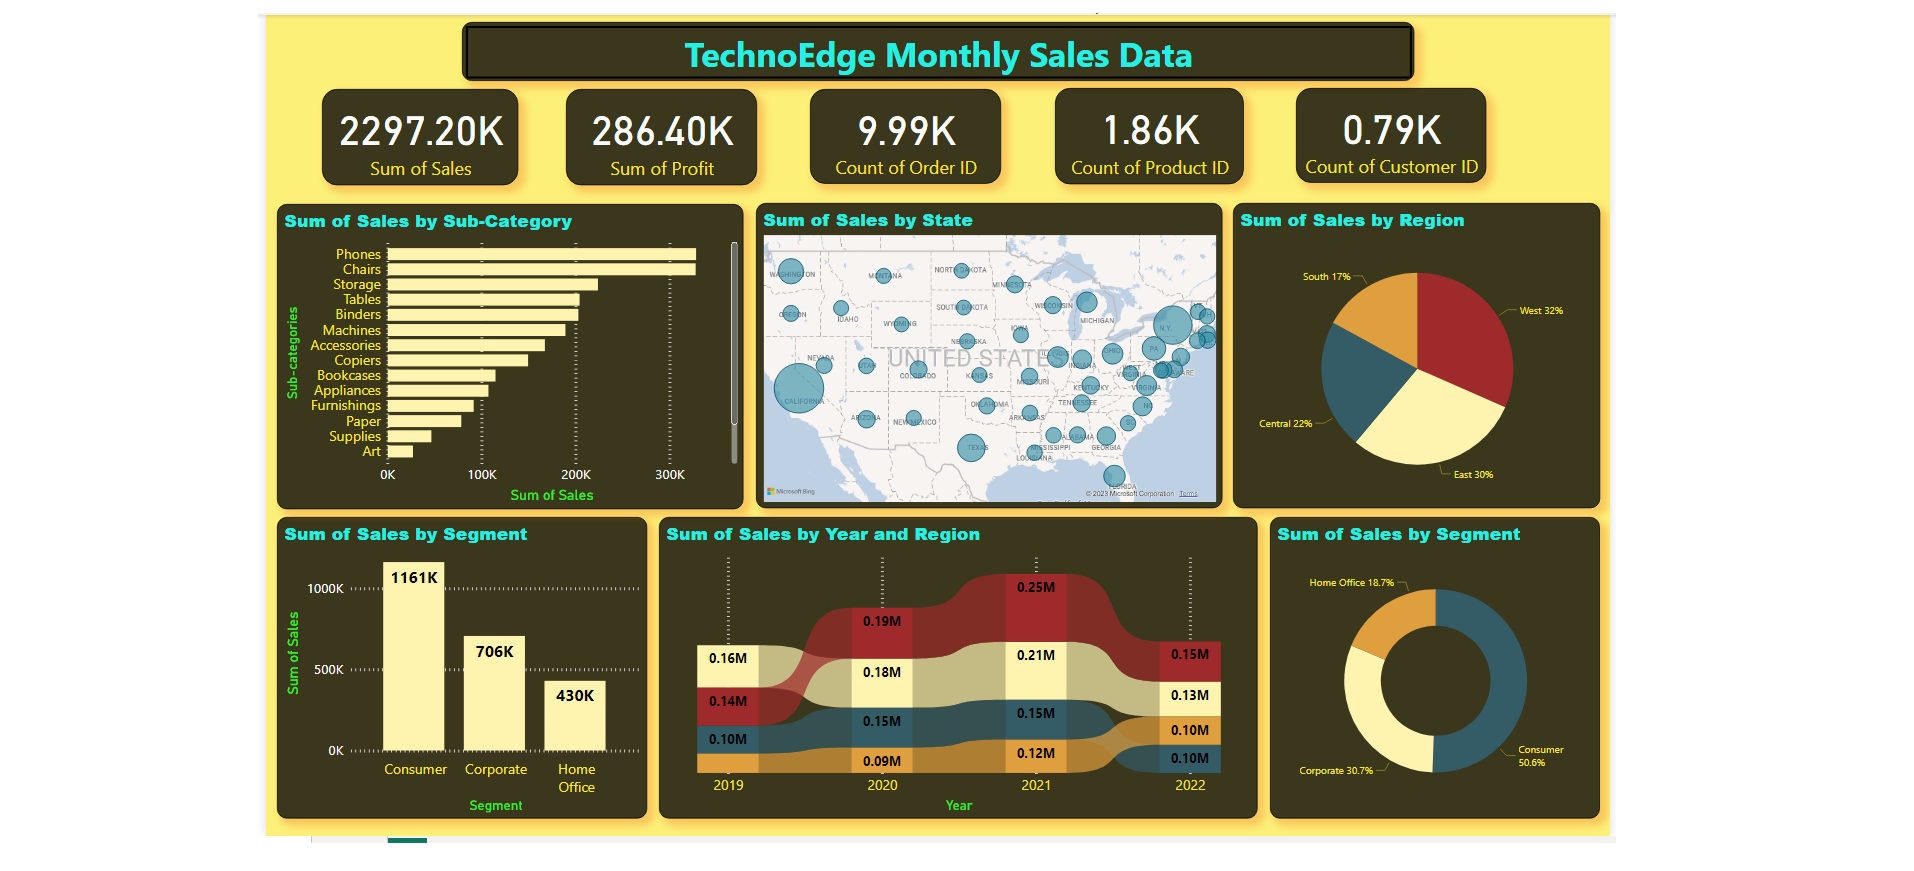 TechnoEdge Monthly Sales Data
2297.20K
Sum of Sales
286.40K
Sum of Profit
9.99K
Count of Order ID
1.86K
Count of Product ID
0.79K
Count of Customer ID
Sum of Sales by Sub-Category
Sub-categories
Phones
Chairs
Storage
Tables
Binders
Machines
Accessories
Copiers
Bookcases
Appliances
Furnishings
Paper
Supplies
Art
0K
100K
200K
300K
Sum of Sales
Sum of Sales by State
WASHINGTON
MONTANA
NORTH DAKOTA
MINNESOTA
OREGON
IDAHO
SOUTH DAKOTA
WISCONSIN
MICHIGAN
WYOMING
IOWA
N.Y.
NEBRASKA
NEVADA
UTAH
UNITED STATES
COLORADO
KANSAS
MISSOURI
ILLINOIS
INDIANA
OHIO
PA
WEST
VIRGINIA
DELAWARE
VIRGINIA
KENTUCKY
CALIFORNIA
ARIZONA
NEW MEXICO
OKLAHOMA
ARKANSAS
TENNESSEE
NC
SC
TEXAS
MISSISSIPPI
ALABAMA
GEORGIA
LOUISIANA
FLORIDA
Microsoft Bing
© 2023 Microsoft Corporation Terms
Sum of Sales by Region
South 17%
West 32%
Central 22%
East 30%
Sum of Sales by Segment
Sum of Sales
1000K
500K
0K
1161K
706K
430K
Consumer
Corporate
Home
Office
Segment
Sum of Sales by Year and Region
0.16M
0.14M
0.10M
0.19M
0.18M
0.15M
0.09M
0.25M
0.21M
0.15M
0.12M
0.15M
0.13M
0.10M
0.10M
2019
2020
2021
2022
Year
Sum of Sales by Segment
Home Office 18.7%
Corporate 30.7%
Consumer
50.6%